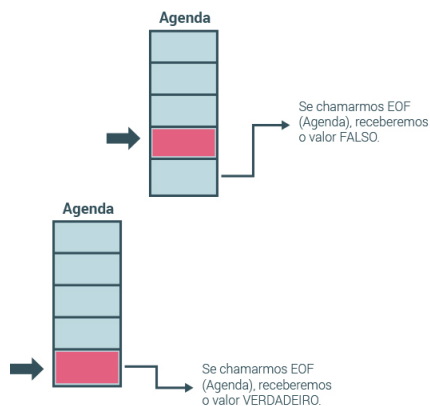 Agenda
Se chamarmos EOF
(Agenda), receberemos
o valor FALSO.
Agenda
Se chamarmos EOF
(Agenda), receberemos
o valor VERDADEIRO.